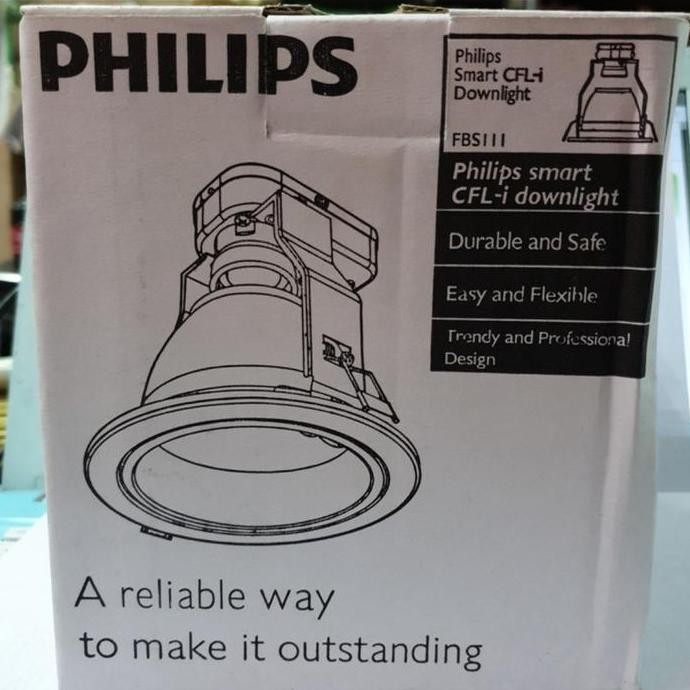 PHILIPS
Philips
Smart CFL-i
Downlight
FBS111
Philips smart
CFL-i downlight
Durable and Safe
Easy and Flexible
Trendy and Professional
Design
A reliable way
to make it outstanding